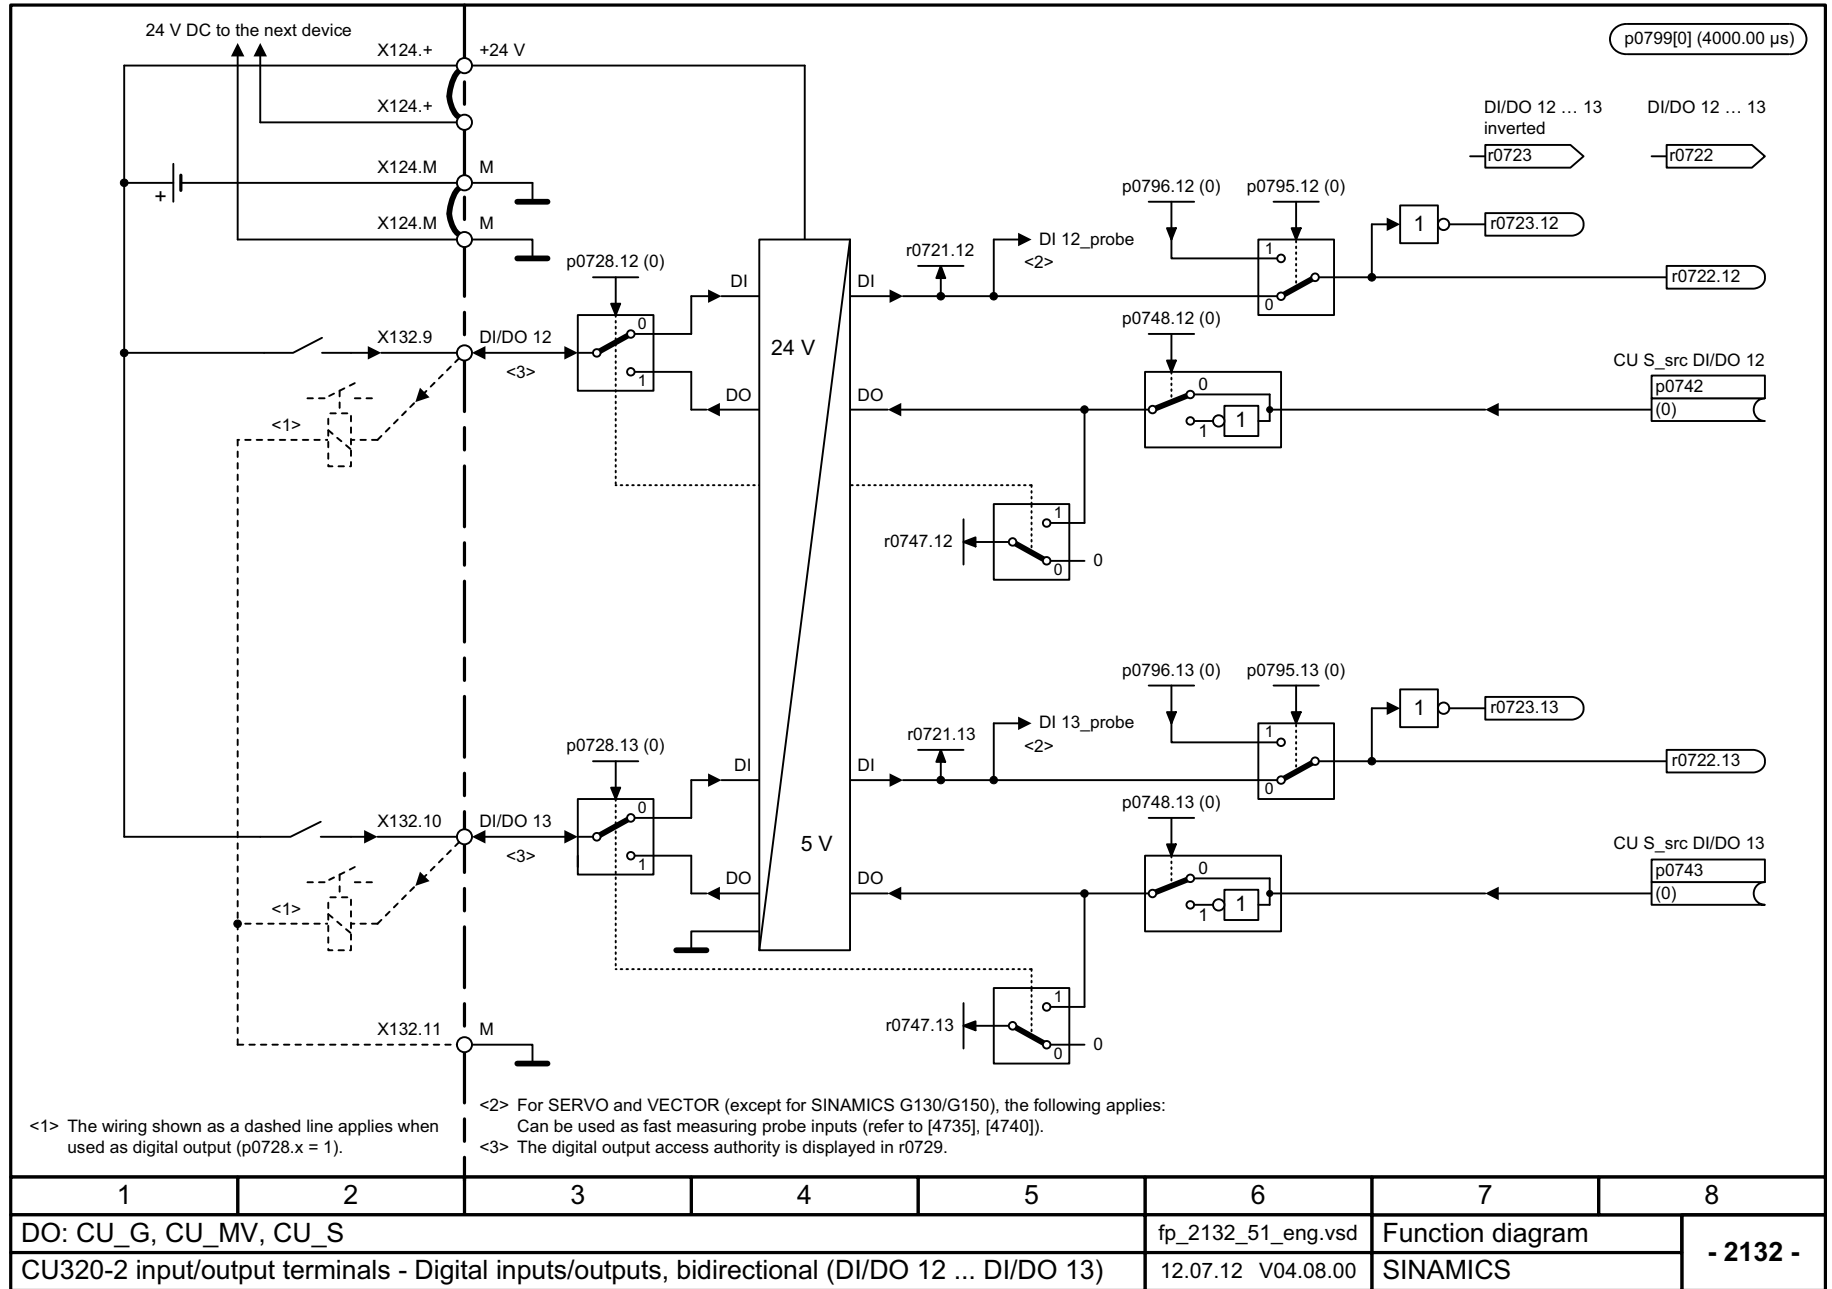 24 V DC to the next device
X124.+
+24 V
p0799[0] (4000.00 µs)
X124.+
DI/DO 12 … 13
inverted
DI/DO 12 … 13
r0723
r0722
X124.M
M
+
X124.M
M
p0796.12 (0)
p0795.12 (0)
1
r0723.12
p0728.12 (0)
r0721.12
DI 12_probe
<2>
1
0
r0722.12
DI
DI
X132.9
DI/DO 12
<3>
0
1
24 V
p0748.12 (0)
CU S_src DI/DO 12
p0742
(0)
DO
DO
0
1
1
<1>
r0747.12
1
0
0
p0796.13 (0)
p0795.13 (0)
1
r0723.13
p0728.13 (0)
r0721.13
DI 13_probe
<2>
1
0
r0722.13
DI
DI
X132.10
DI/DO 13
<3>
0
1
5 V
p0748.13 (0)
CU S_src DI/DO 13
p0743
(0)
DO
DO
0
1
1
<1>
r0747.13
1
0
0
X132.11
M
<1> The wiring shown as a dashed line applies when
used as digital output (p0728.x = 1).
<2> For SERVO and VECTOR (except for SINAMICS G130/G150), the following applies:
Can be used as fast measuring probe inputs (refer to [4735], [4740]).
<3> The digital output access authority is displayed in r0729.
1 2 3 4 5 6 7 8
DO: CU_G, CU_MV, CU_S
fp_2132_51_eng.vsd
Function diagram
- 2132 -
CU320-2 input/output terminals - Digital inputs/outputs, bidirectional (DI/DO 12 ... DI/DO 13)
12.07.12 V04.08.00
SINAMICS